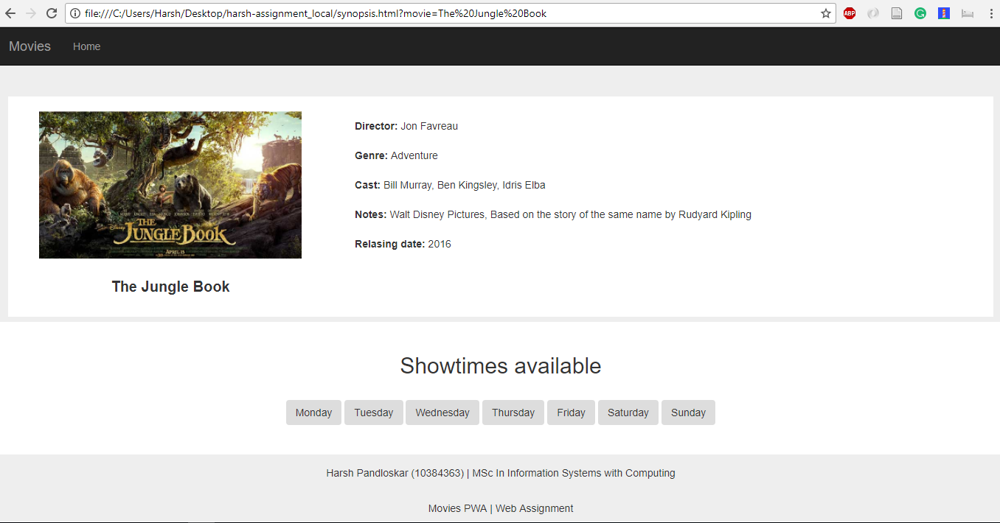 file:///C:/Users/Harsh/Desktop/harsh-assignment_local/synopsis.html?movie=The%20Jungle%20Book
ABP
Movies Home
Director: Jon Favreau
Genre: Adventure
Cast: Bill Murray, Ben Kingsley, Idris Elba
Notes: Walt Disney Pictures, Based on the story of the same name by Rudyard Kipling
Relasing date: 2016
Disney
THE
JUNGLE BOOK
APRIL 15
The Jungle Book
Showtimes available
Monday Tuesday Wednesday Thursday Friday Saturday Sunday
Harsh Pandloskar (10384363) | MSc In Information Systems with Computing
Movies PWA | Web Assignment